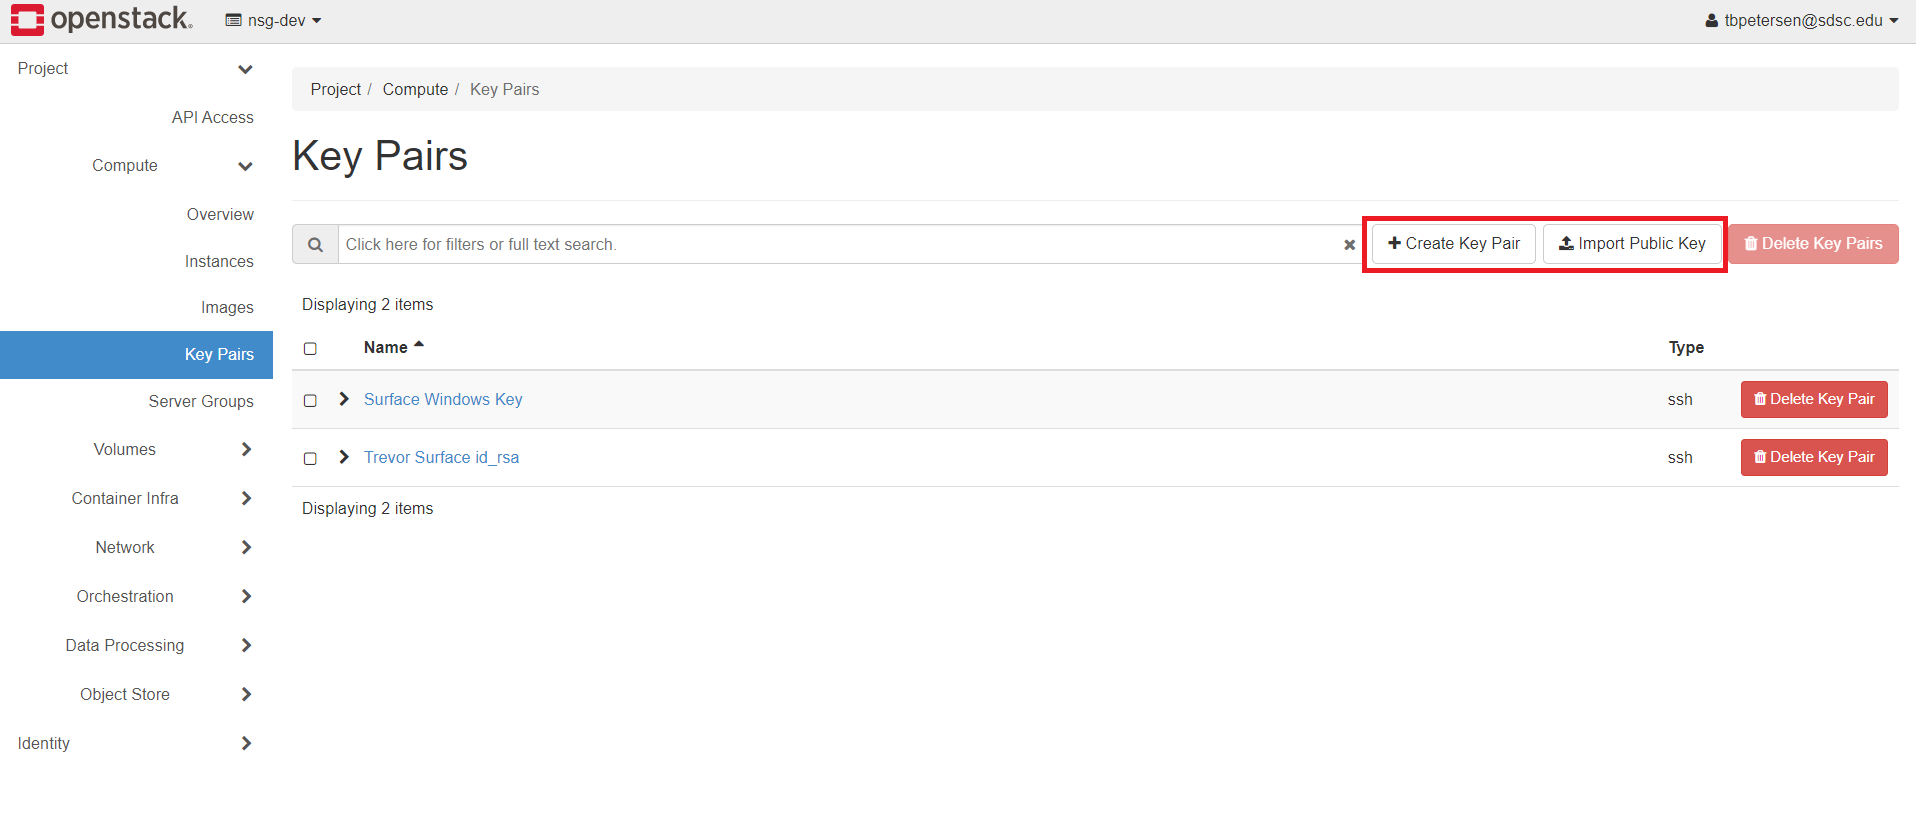 openstack. nsg-dev tbpetersen@sdsc.edu
Project
API Access
Compute
Overview
Instances
Images
Key Pairs
Server Groups
Volumes
Container Infra
Network
Orchestration
Data Processing
Object Store
Identity
Project / Compute / Key Pairs
Key Pairs
Click here for filters or full text search. Create Key Pair Import Public Key Delete Key Pairs
Displaying 2 items
Name Type
Surface Windows Key ssh Delete Key Pair
Trevor Surface id_rsa ssh Delete Key Pair
Displaying 2 items